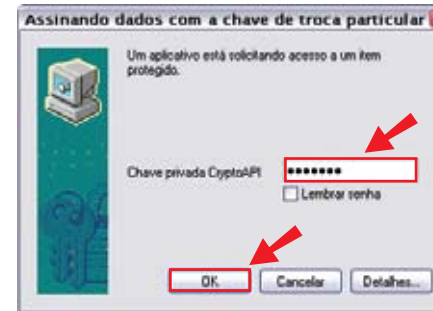 Assinando dados com a chave de troca particular
Um aplicativo está solicitando acesso a um item
protegido.
Chave privada CryptoAPI
•••••••
Lembrar senha
OK
Cancelar
Detalhes...